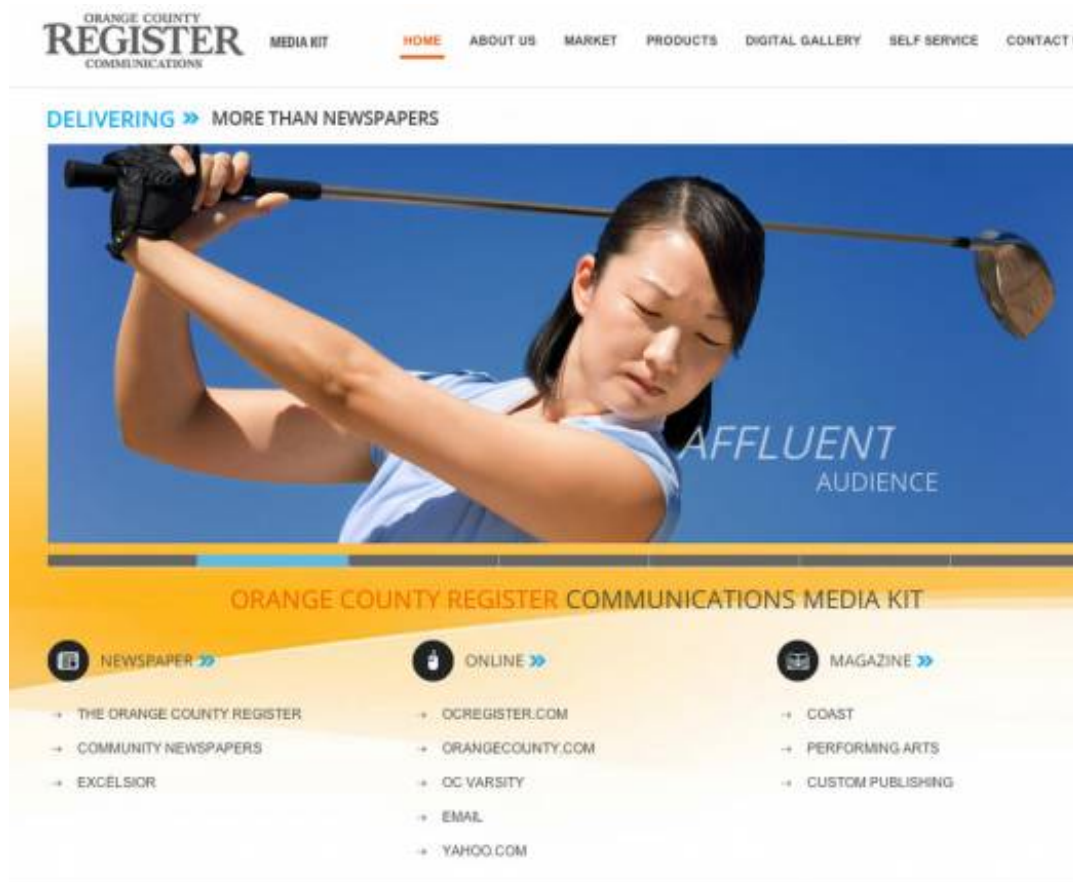 ORANGE COUNTY
REGISTER
COMMUNICATIONS
MEDIA KIT
HOME ABOUT US MARKET PRODUCTS DIGITAL GALLERY SELF SERVICE CONTACT
DELIVERING » MORE THAN NEWSPAPERS
AFFLUENT
AUDIENCE
ORANGE COUNTY REGISTER COMMUNICATIONS MEDIA KIT
NEWSPAPER »
→ THE ORANGE COUNTY REGISTER
→ COMMUNITY NEWSPAPERS
→ EXCÉLSIOR
ONLINE »
→ OCREGISTER.COM
→ ORANGECOUNTY.COM
→ OC VARSITY
→ EMAIL
→ YAHOO.COM
MAGAZINE »
→ COAST
→ PERFORMING ARTS
→ CUSTOM PUBLISHING